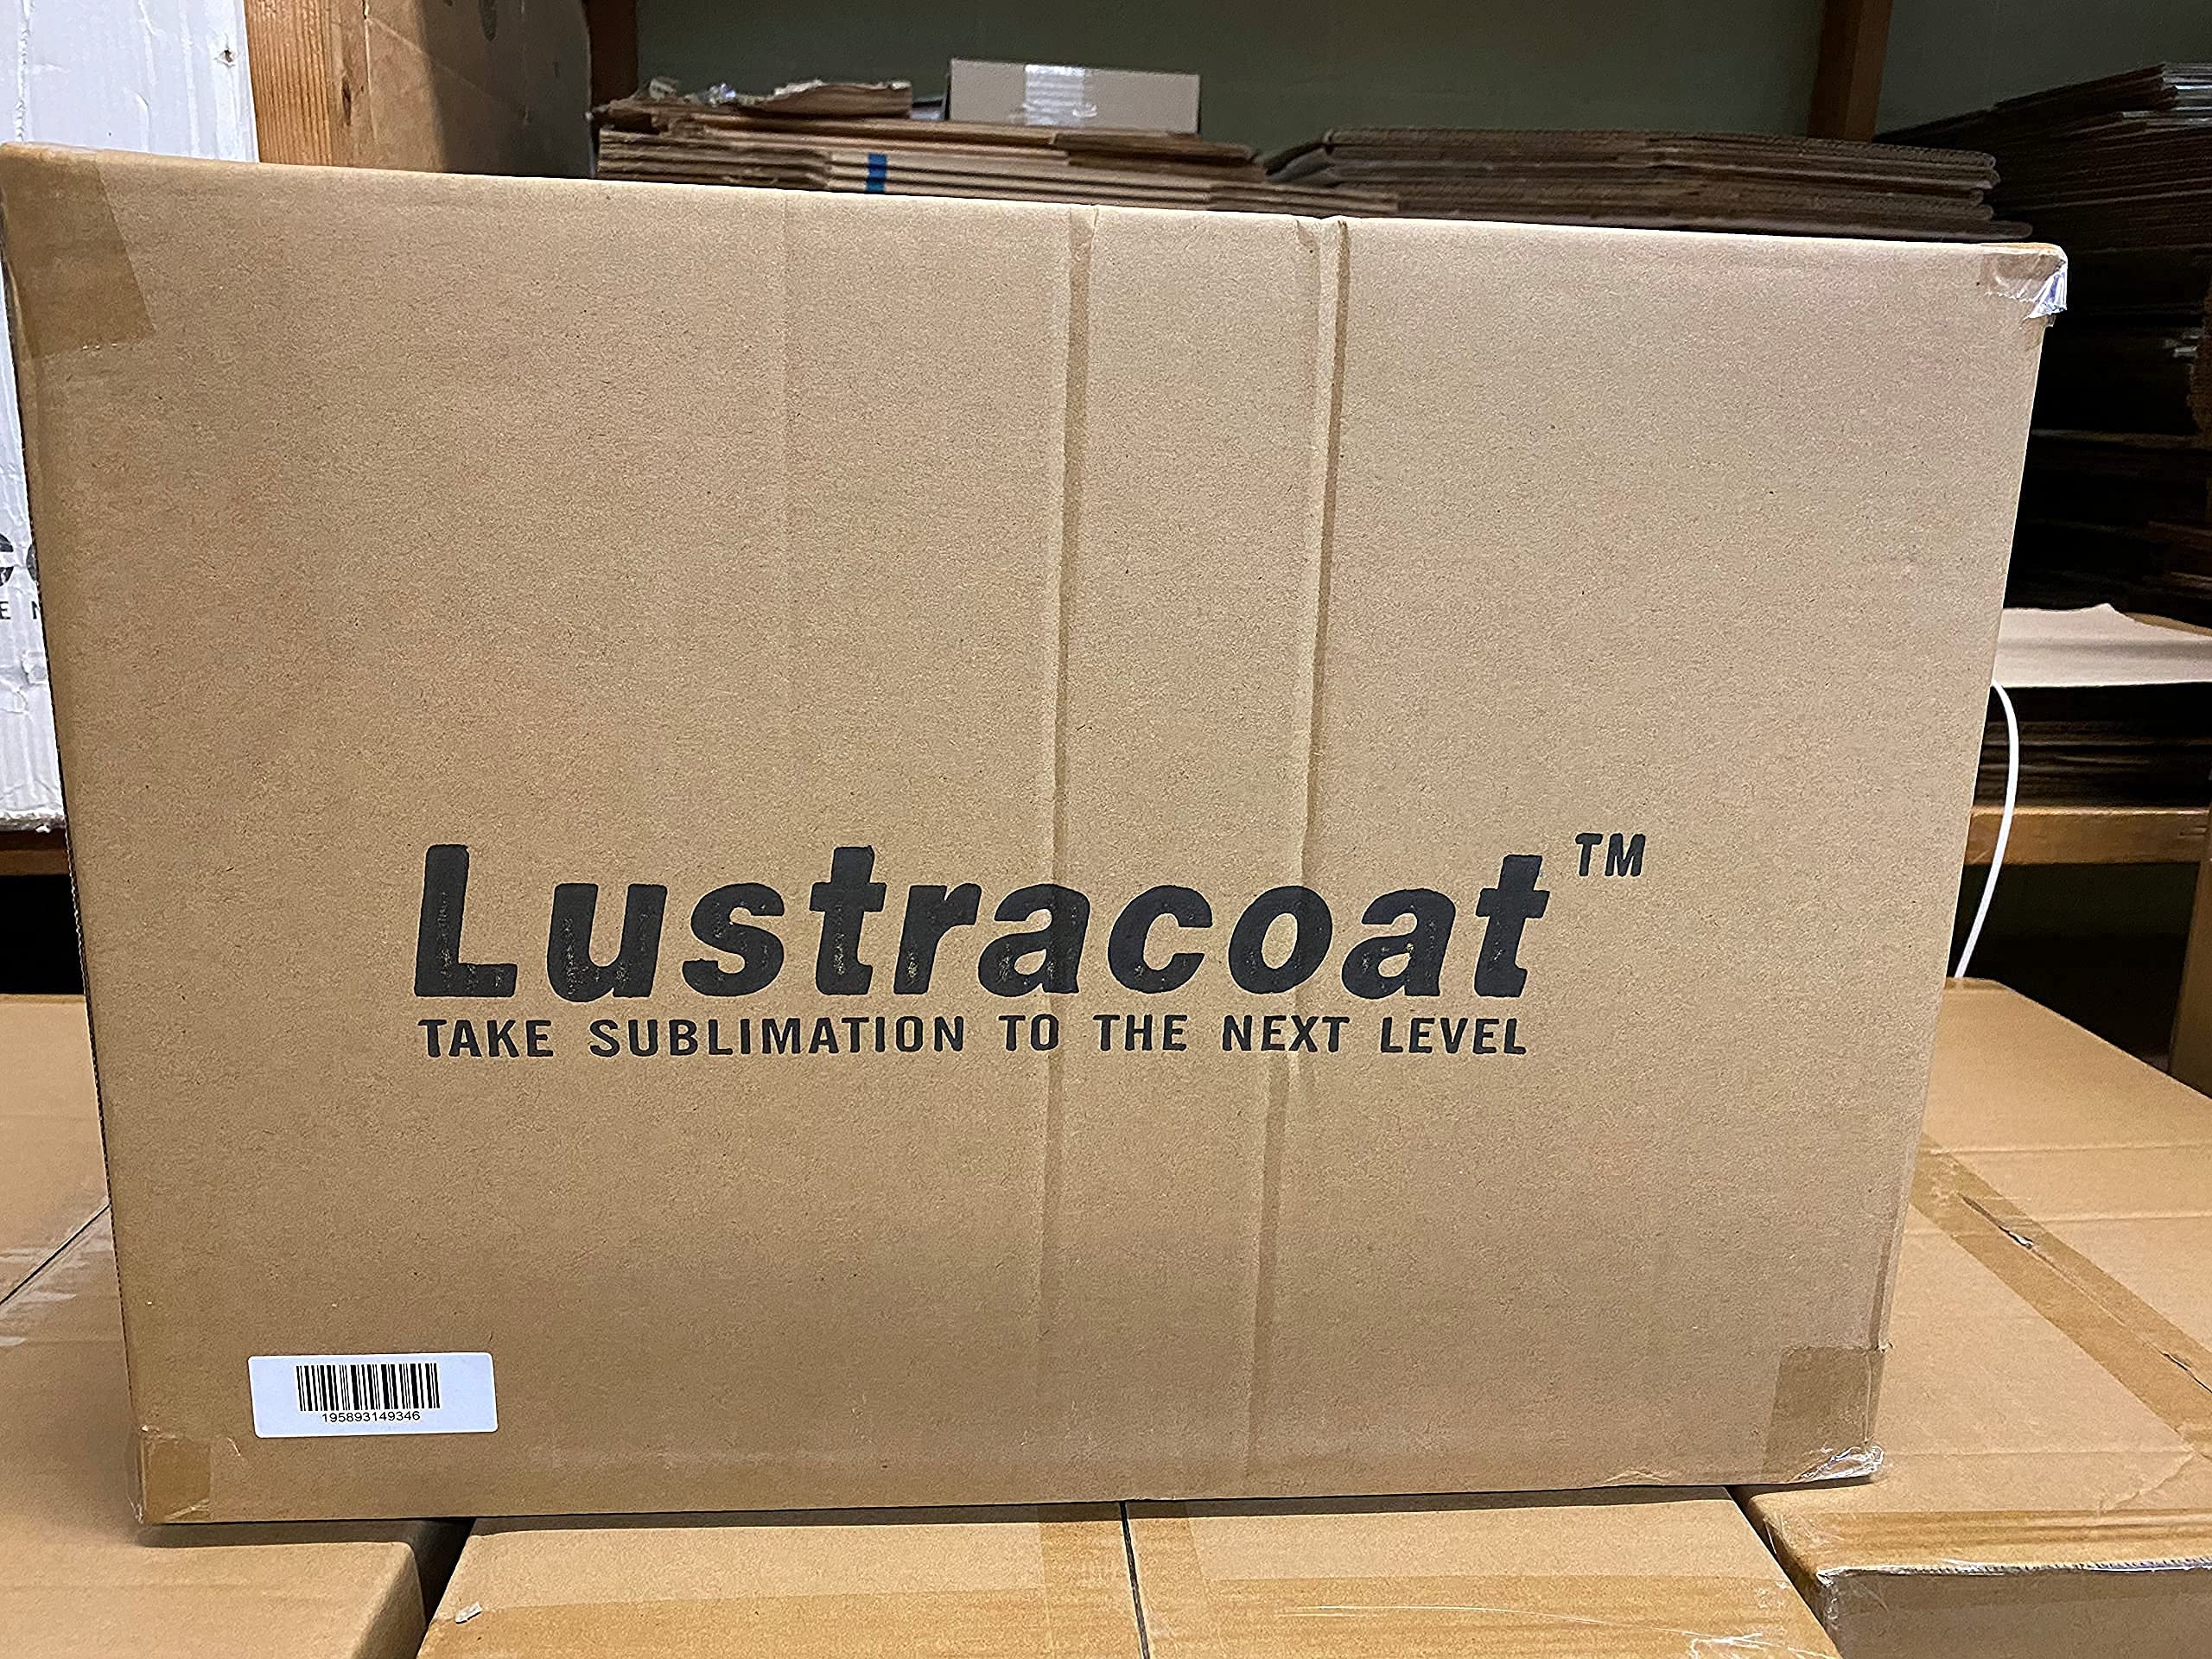 Lustracoat™
TAKE SUBLIMATION TO THE NEXT LEVEL
195893149346